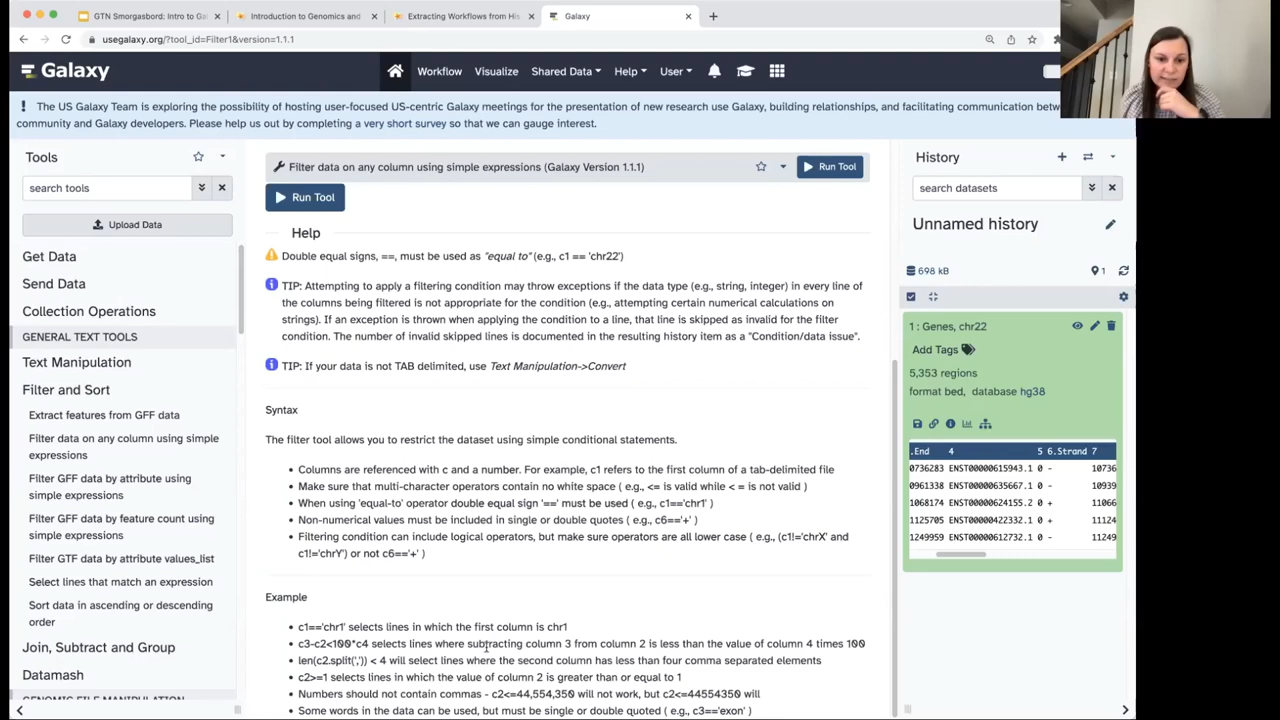 GTN Smorgasbord: Intro to Gal
Introduction to Genomics and
Extracting Workflows from His
Galaxy
usegalaxy.org/?tool_id=Filter1&version=1.1.1
Galaxy
Workflow
Visualize
Shared Data
Help
User
The US Galaxy Team is exploring the possibility of hosting user-focused US-centric Galaxy meetings for the presentation of new research use Galaxy, building relationships, and facilitating communication betw
community and Galaxy developers. Please help us out by completing a very short survey so that we can gauge interest.
Tools
search tools
Upload Data
Get Data
Send Data
Collection Operations
GENERAL TEXT TOOLS
Text Manipulation
Filter and Sort
Extract features from GFF data
Filter data on any column using simple
expressions
Filter GFF data by attribute using
simple expressions
Filter GFF data by feature count using
simple expressions
Filter GTF data by attribute values_list
Select lines that match an expression
Sort data in ascending or descending
order
Join, Subtract and Group
Datamash
GENOMIC FILE MANIPULATION
Filter data on any column using simple expressions (Galaxy Version 1.1.1)
Run Tool
Run Tool
Help
Double equal signs, ==, must be used as "equal to" (e.g., c1 == 'chr22')
TIP: Attempting to apply a filtering condition may throw exceptions if the data type (e.g., string, integer) in every line of
the columns being filtered is not appropriate for the condition (e.g., attempting certain numerical calculations on
strings). If an exception is thrown when applying the condition to a line, that line is skipped as invalid for the filter
condition. The number of invalid skipped lines is documented in the resulting history item as a "Condition/data issue".
TIP: If your data is not TAB delimited, use Text Manipulation->Convert
Syntax
The filter tool allows you to restrict the dataset using simple conditional statements.
• Columns are referenced with c and a number. For example, c1 refers to the first column of a tab-delimited file
• Make sure that multi-character operators contain no white space ( e.g., <= is valid while < = is not valid )
• When using 'equal-to' operator double equal sign '==' must be used ( e.g., c1=='chr1' )
• Non-numerical values must be included in single or double quotes ( e.g., c6=='+' )
• Filtering condition can include logical operators, but make sure operators are all lower case ( e.g., (c1!='chrX' and
c1!='chrY') or not c6=='+' )
Example
• c1=='chr1' selects lines in which the first column is chr1
• c3-c2<100*c4 selects lines where subtracting column 3 from column 2 is less than the value of column 4 times 100
• len(c2.split(',')) < 4 will select lines where the second column has less than four comma separated elements
• c2>=1 selects lines in which the value of column 2 is greater than or equal to 1
• Numbers should not contain commas - c2<=44,554,350 will not work, but c2<=44554350 will
• Some words in the data can be used, but must be single or double quoted ( e.g., c3=='exon' )
History
search datasets
Unnamed history
698 kB
1
1 : Genes, chr22
Add Tags
5,353 regions
format bed, database hg38
.End 4 5 6.Strand 7
0736283 ENST00000615943.1 0 - 10736
0961338 ENST00000635667.1 0 - 10939
1068174 ENST00000624155.2 0 + 11066
1125705 ENST00000422332.1 0 + 11124
1249959 ENST00000612732.1 0 - 11249